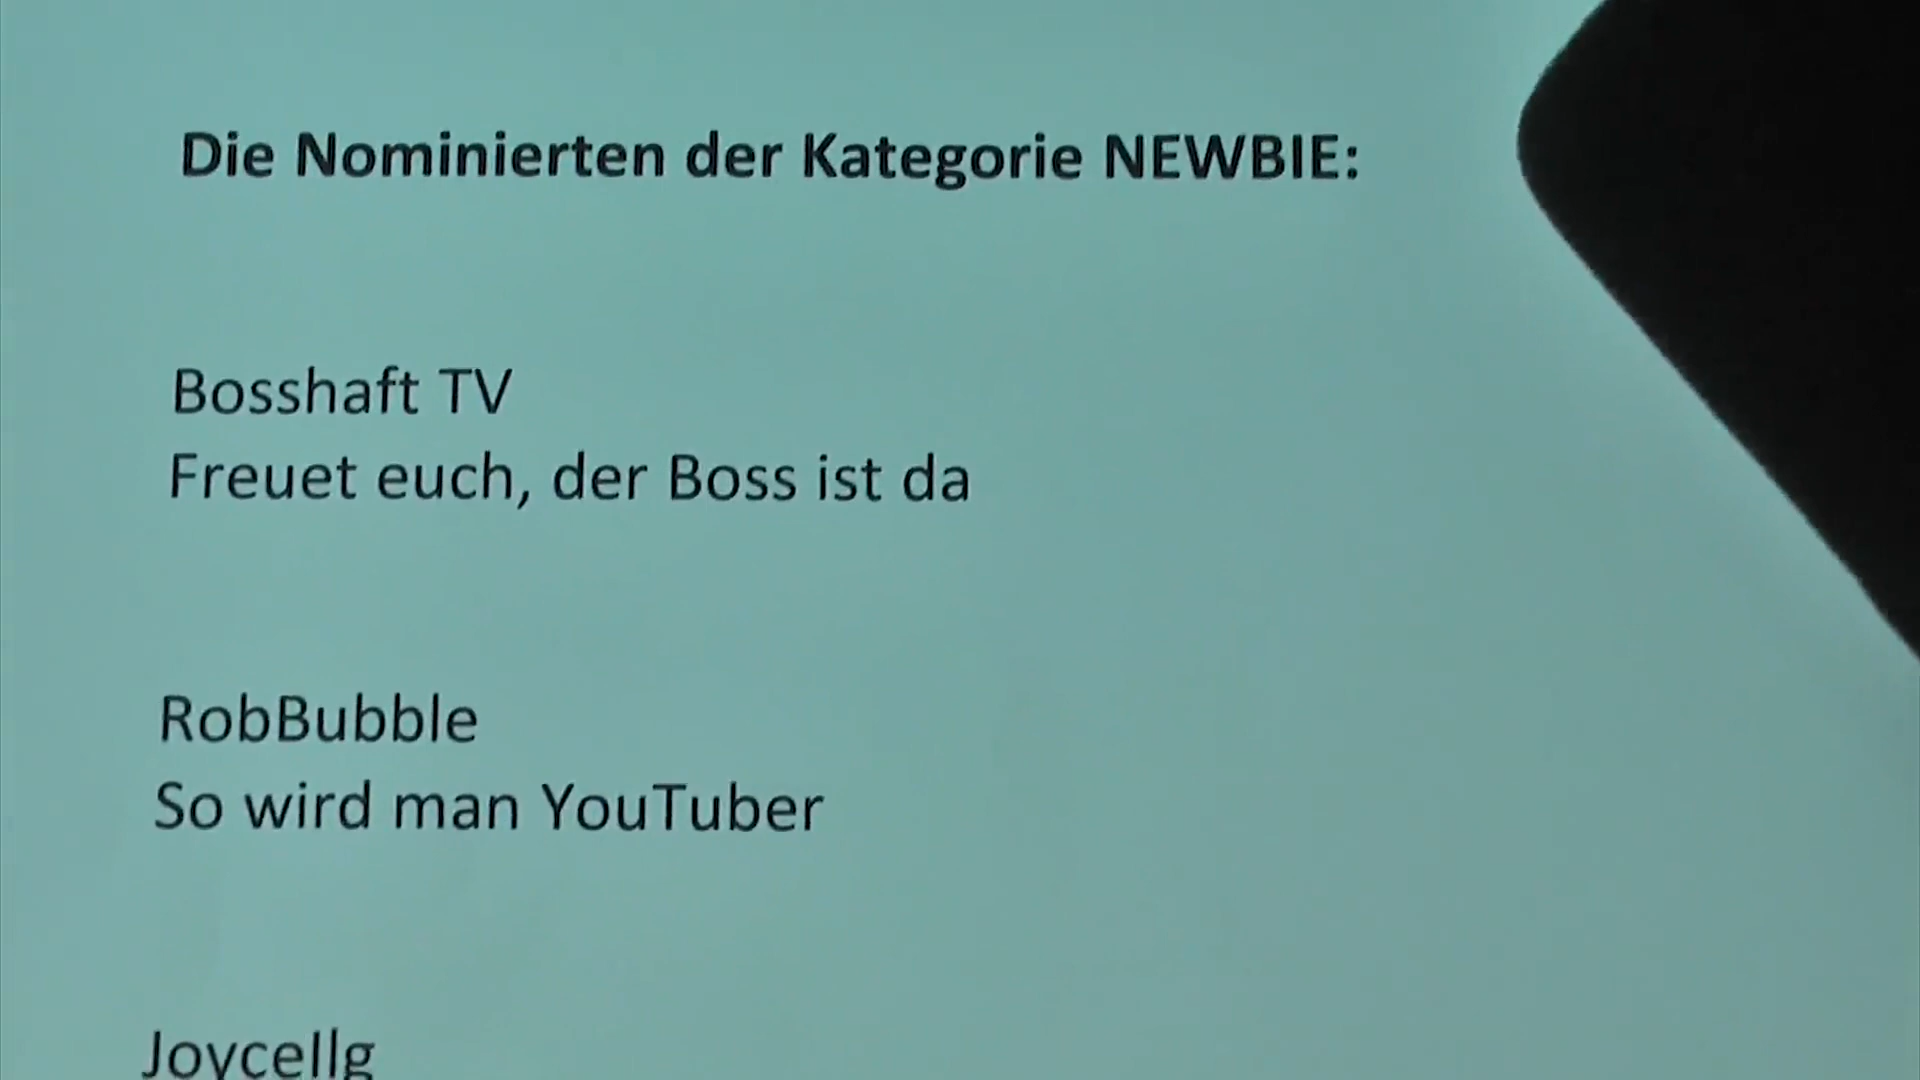 Die Nominierten der Kategorie NEWBIE:
Bosshaft TV
Freuet euch, der Boss ist da
RobBubble
So wird man YouTuber
Joycellg